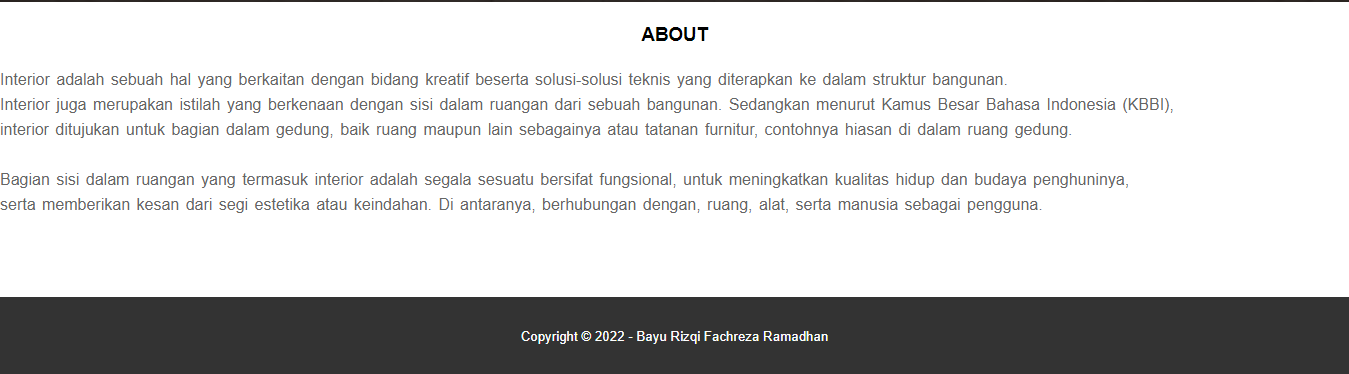 ABOUT
Interior adalah sebuah hal yang berkaitan dengan bidang kreatif beserta solusi-solusi teknis yang diterapkan ke dalam struktur bangunan.
Interior juga merupakan istilah yang berkenaan dengan sisi dalam ruangan dari sebuah bangunan. Sedangkan menurut Kamus Besar Bahasa Indonesia (KBBI),
interior ditujukan untuk bagian dalam gedung, baik ruang maupun lain sebagainya atau tatanan furnitur, contohnya hiasan di dalam ruang gedung.
Bagian sisi dalam ruangan yang termasuk interior adalah segala sesuatu bersifat fungsional, untuk meningkatkan kualitas hidup dan budaya penghuninya,
serta memberikan kesan dari segi estetika atau keindahan. Di antaranya, berhubungan dengan, ruang, alat, serta manusia sebagai pengguna.
Copyright © 2022 - Bayu Rizqi Fachreza Ramadhan